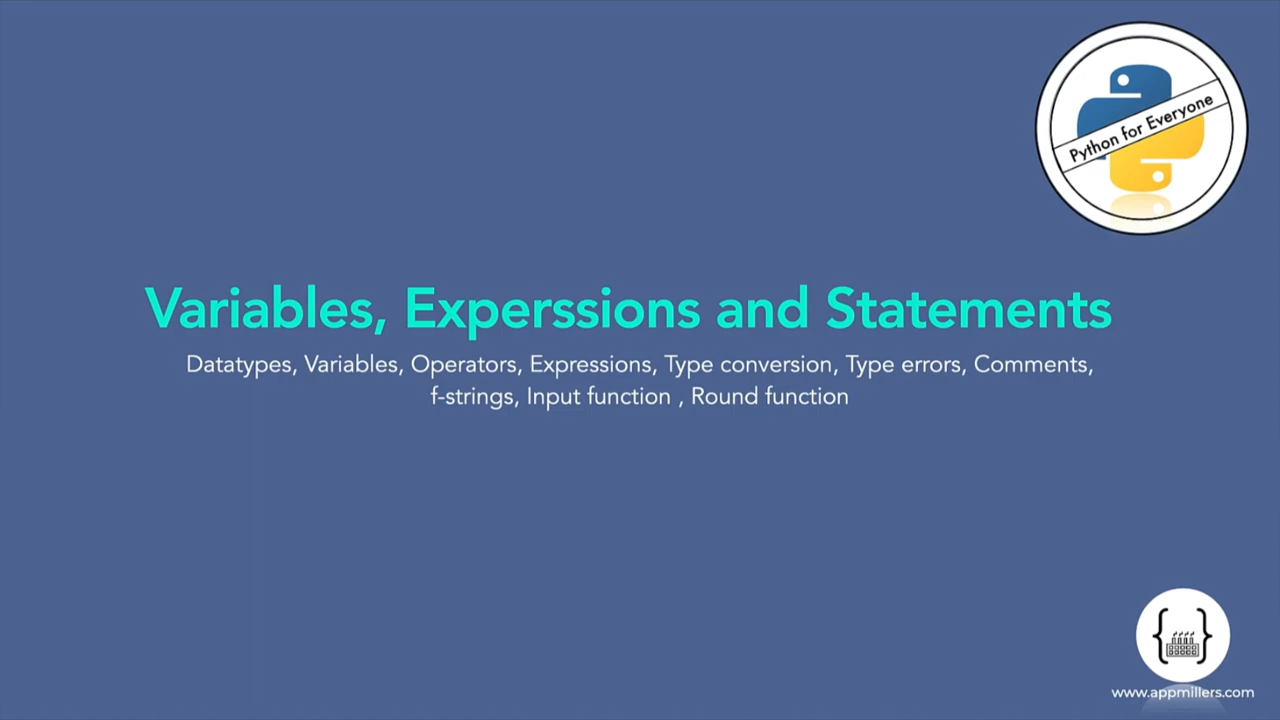 Python for Everyone
Variables, Experssions and Statements
Datatypes, Variables, Operators, Expressions, Type conversion, Type errors, Comments,
f-strings, Input function , Round function
www.appmillers.com